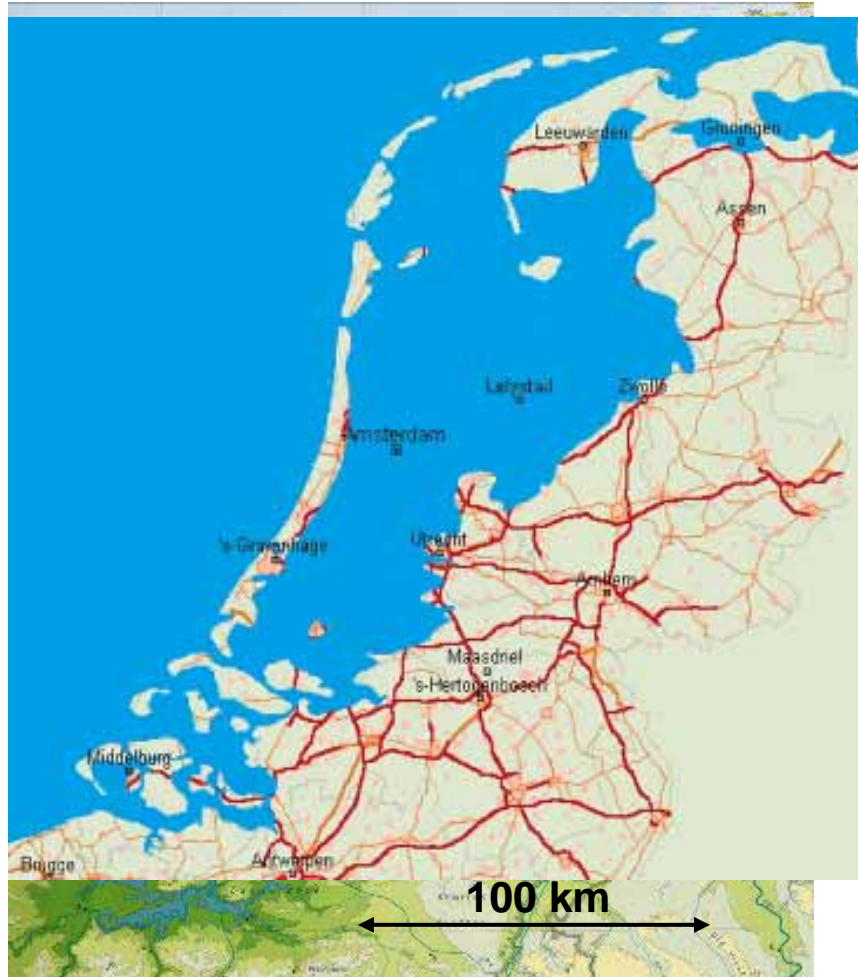 Leeuwarden
Groningen
Assen
Lelystad
Zwolle
Amsterdam
's-Gravenhage
Utrecht
Arnhem
Maasdriel
's-Hertogenbosch
Middelburg
Brugge
Antwerpen
100 km